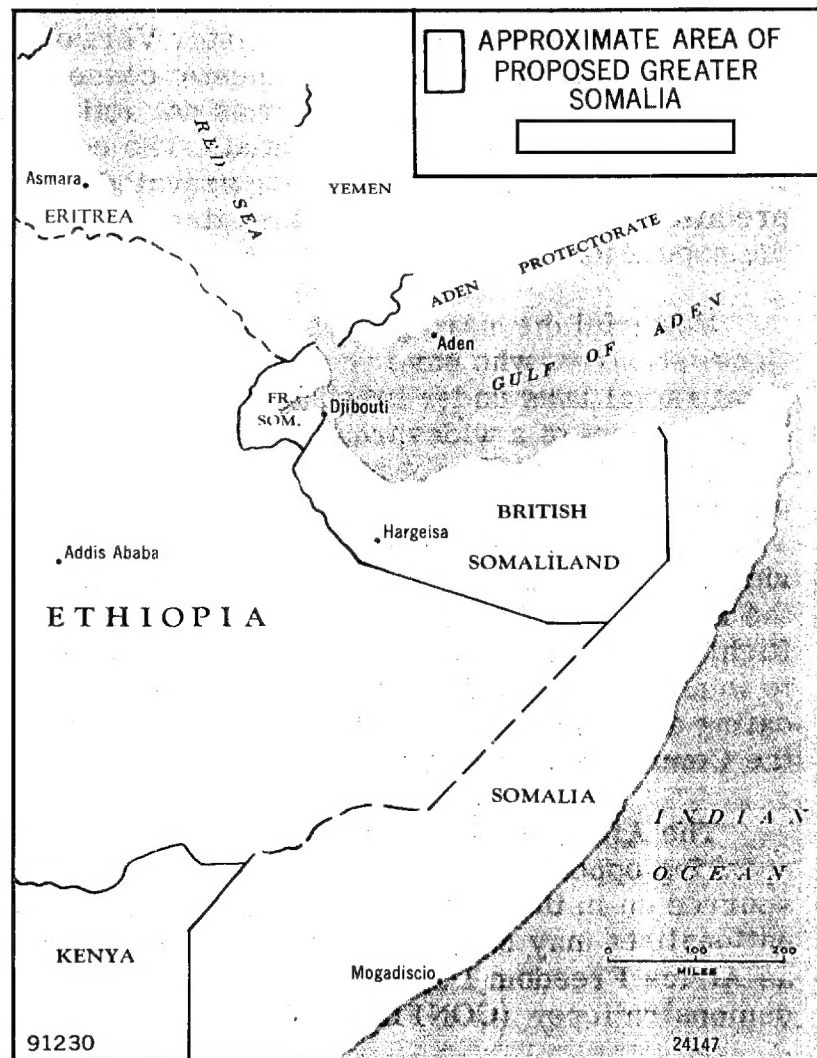 APPROXIMATE AREA OF
PROPOSED GREATER
SOMALIA
RED SEA
Asmara
ERITREA
YEMEN
ADEN PROTECTORATE
Aden
GULF OF ADEN
FR.
SOM.
Djibouti
BRITISH
SOMALILAND
Hargeisa
Addis Ababa
ETHIOPIA
SOMALIA
INDIAN
OCEAN
KENYA
0 100 200
MILES
Mogadiscio
91230
24147